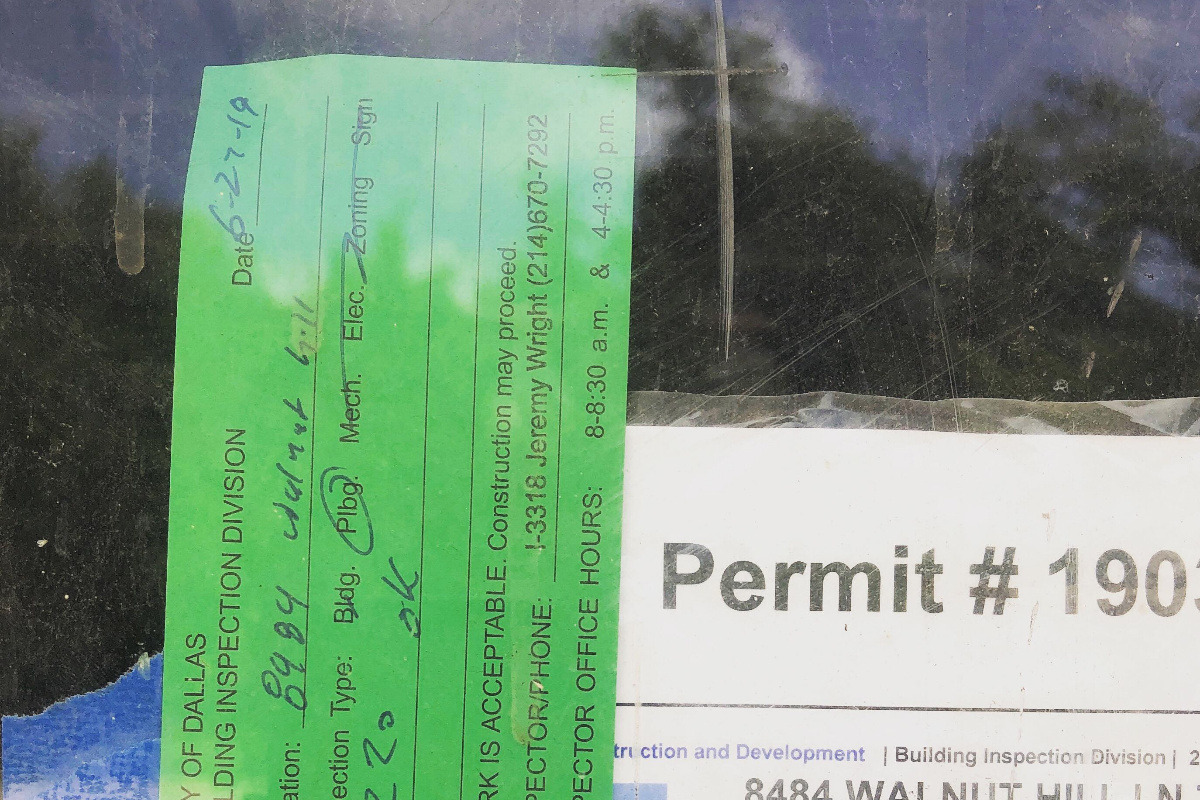 Y OF DALLAS
LDING INSPECTION DIVISION
Date 6-27-19
ation: 8484 Walnut Hill
ection Type: Bldg. Plbg. Mech. Elec. Zoning Sign
OK
RK IS ACCEPTABLE. Construction may proceed.
PECTOR/PHONE: I-3318 Jeremy Wright (214)670-7292
PECTOR OFFICE HOURS: 8-8:30 a.m. & 4-4:30 p.m.
Permit # 1903
truction and Development | Building Inspection Division | 2
8484 WALNUT HILL LN